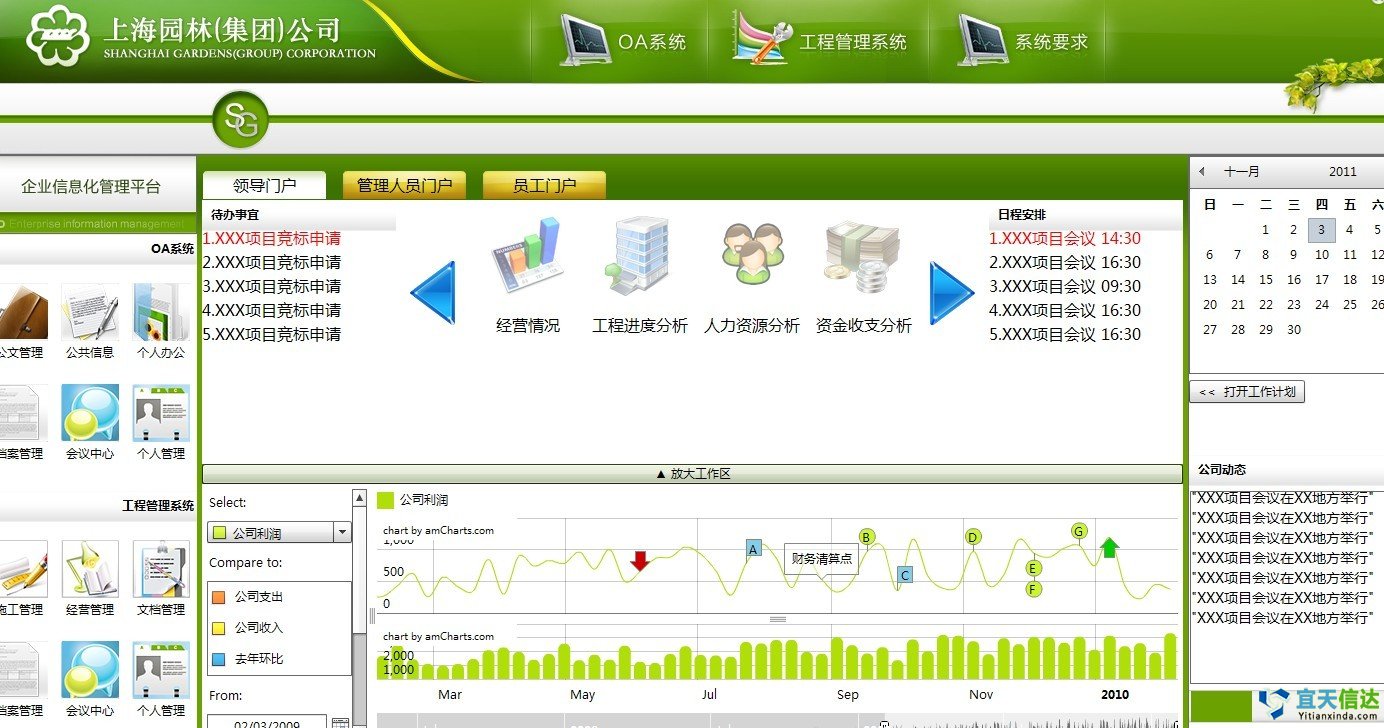 上海园林(集团)公司
SHANGHAI GARDENS(GROUP) CORPORATION
OA系统
工程管理系统
系统要求
SG
企业信息化管理平台
Enterprise information management
领导门户
管理人员门户
员工门户
十一月 2011
OA系统
公文管理
公共信息
个人办公
档案管理
会议中心
个人管理
工程管理系统
施工管理
经营管理
文档管理
档案管理
会议中心
个人管理
待办事宜
1.XXX项目竞标申请
2.XXX项目竞标申请
3.XXX项目竞标申请
4.XXX项目竞标申请
5.XXX项目竞标申请
经营情况
工程进度分析
人力资源分析
资金收支分析
日程安排
1.XXX项目会议 14:30
2.XXX项目会议 16:30
3.XXX项目会议 09:30
4.XXX项目会议 16:30
5.XXX项目会议 16:30
日 一 二 三 四 五 六
1 2 3 4 5
6 7 8 9 10 11 12
13 14 15 16 17 18 19
20 21 22 23 24 25 26
27 28 29 30
<< 打开工作计划
▲ 放大工作区
Select:
公司利润
Compare to:
公司支出
公司收入
去年环比
From:
02/03/2009
公司利润
chart by amCharts.com
1,000
500
0
A
财务清算点
B
C
D
E
F
G
chart by amCharts.com
2,000
1,000
Mar May Jul Sep Nov 2010
公司动态
"XXX项目会议在XX地方举行"
"XXX项目会议在XX地方举行"
"XXX项目会议在XX地方举行"
"XXX项目会议在XX地方举行"
"XXX项目会议在XX地方举行"
"XXX项目会议在XX地方举行"
"XXX项目会议在XX地方举行"
宜天信达
Yitianxinda.com